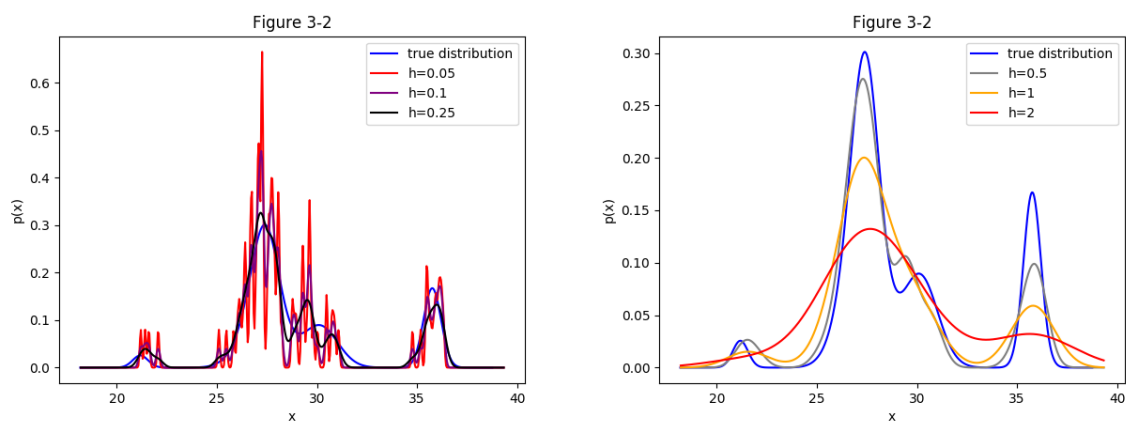 Figure 3-2
true distribution
h=0.05
h=0.1
h=0.25
p(x)
0.6
0.5
0.4
0.3
0.2
0.1
0.0
20
25
30
35
40
x
Figure 3-2
true distribution
h=0.5
h=1
h=2
p(x)
0.30
0.25
0.20
0.15
0.10
0.05
0.00
20
25
30
35
40
x